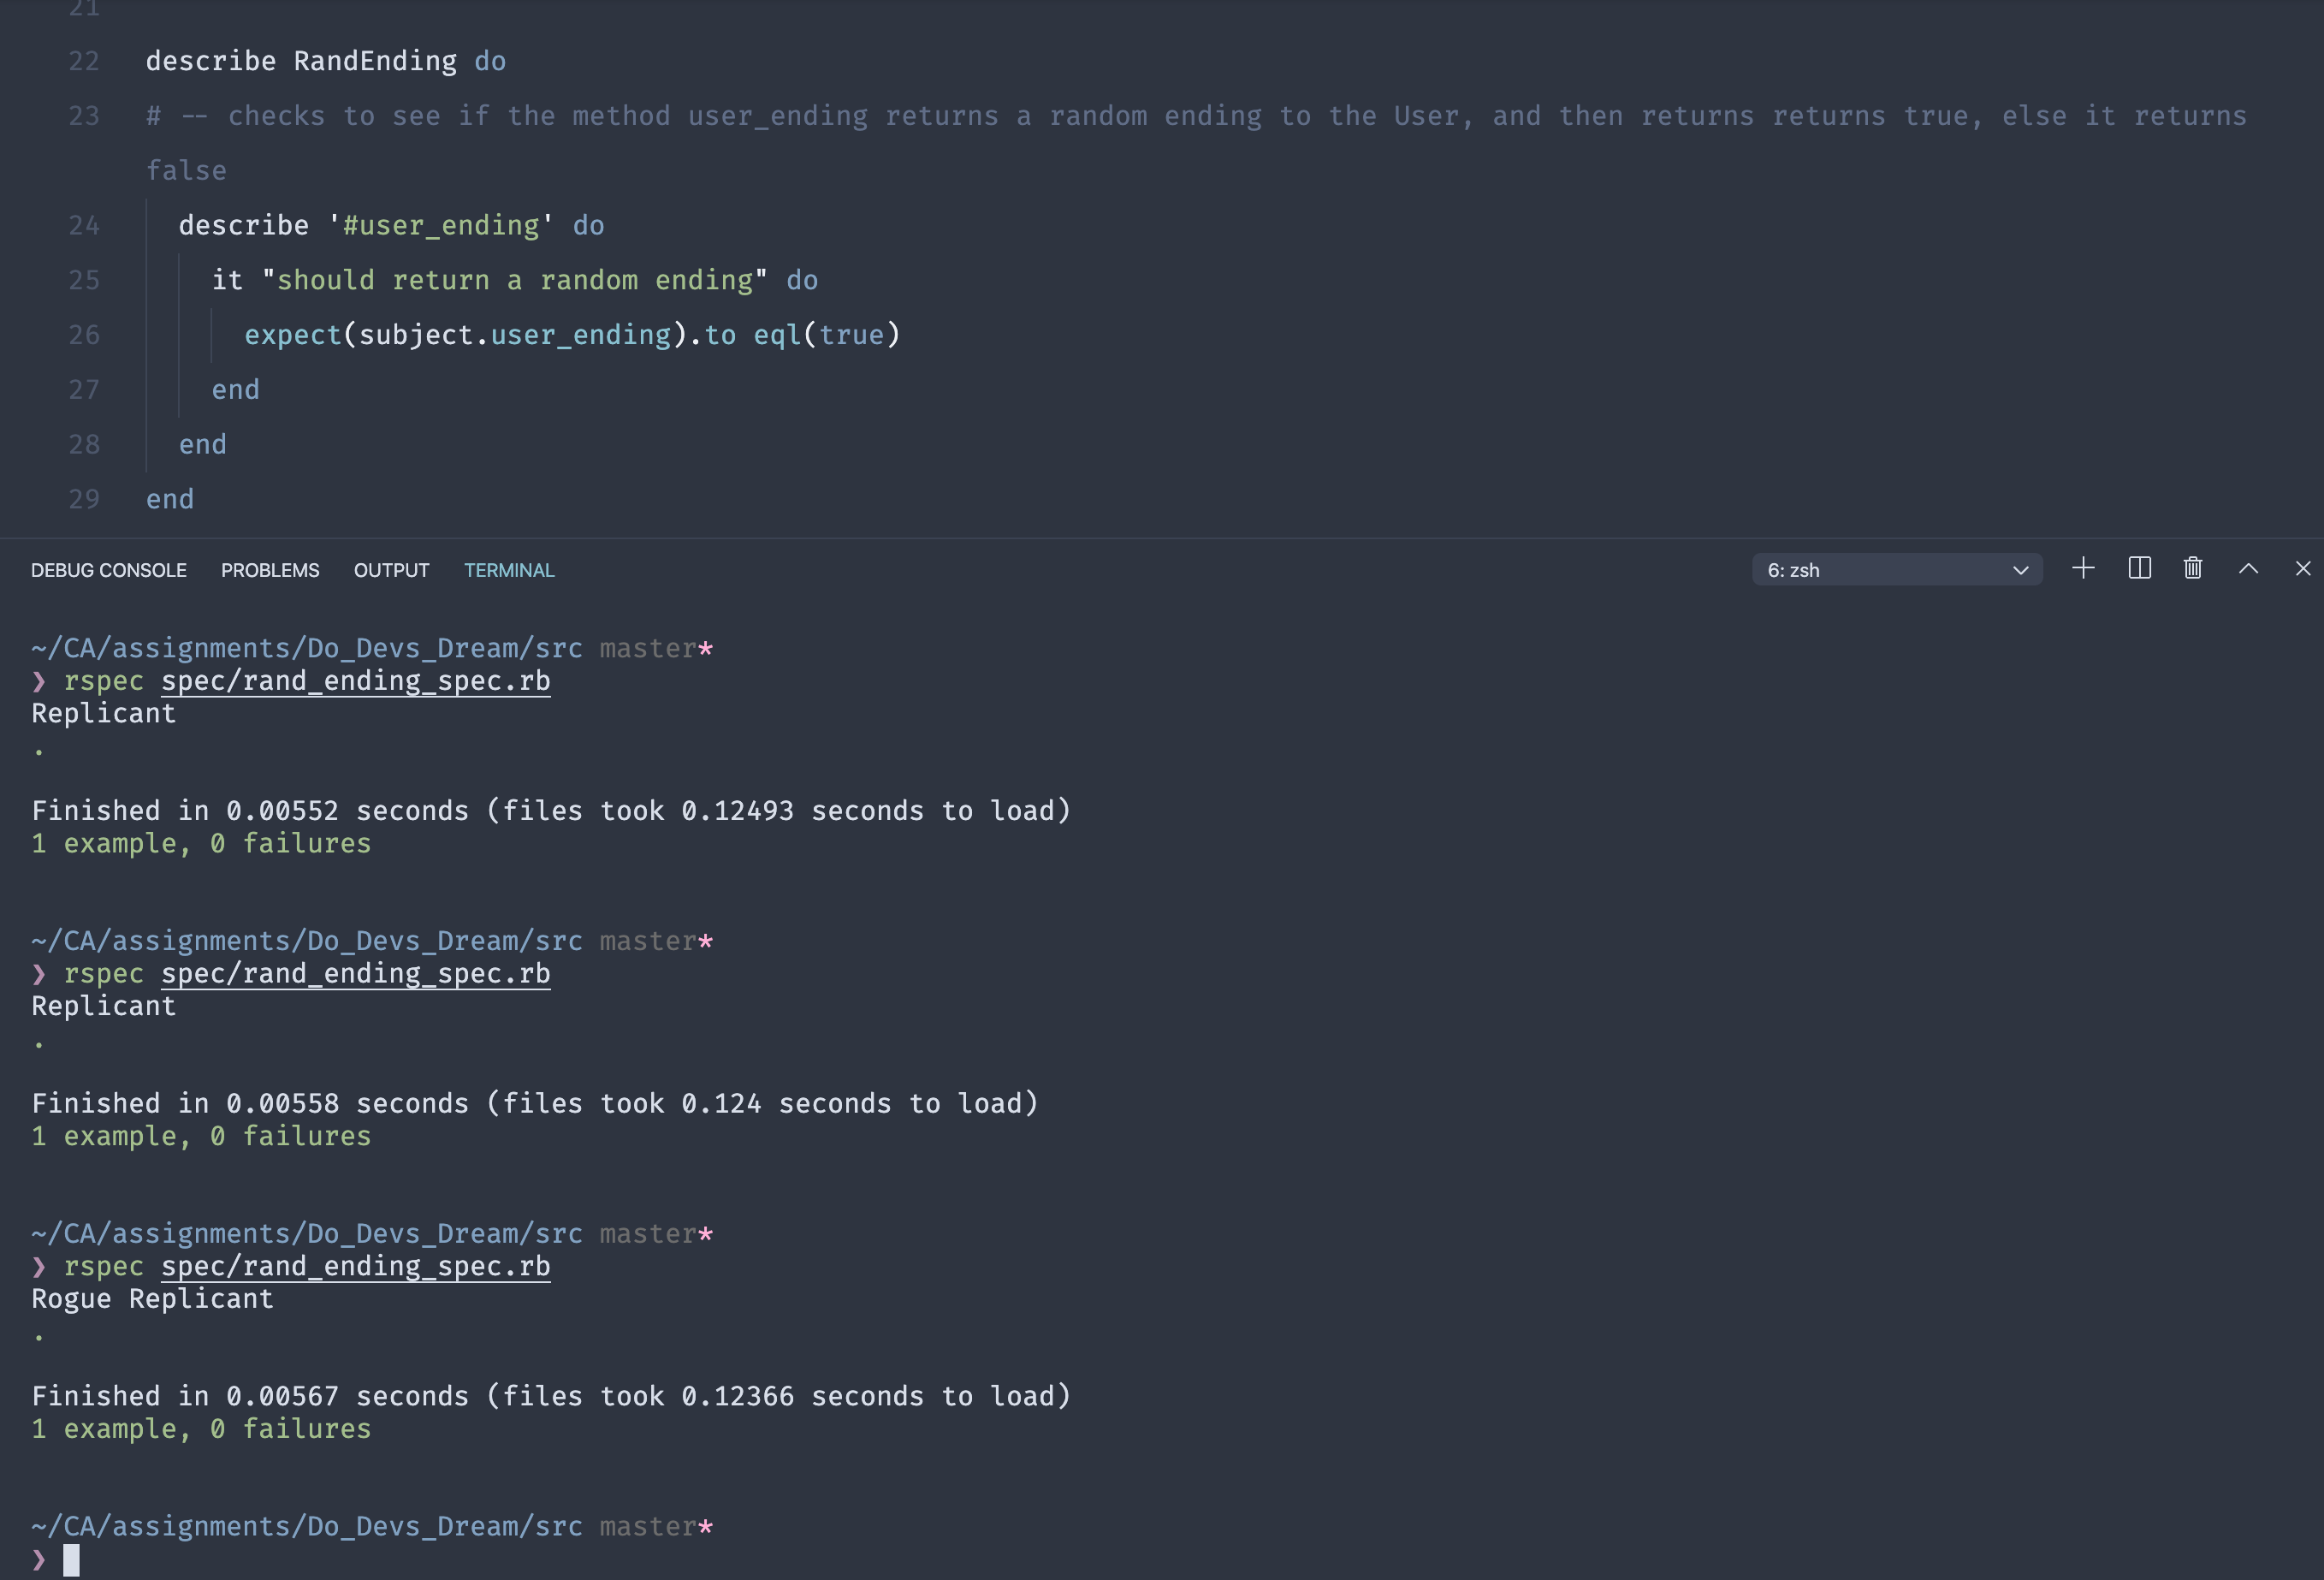 21
22 describe RandEnding do
23 # -- checks to see if the method user_ending returns a random ending to the User, and then returns returns true, else it returns
false
24 describe '#user_ending' do
25 it "should return a random ending" do
26 expect(subject.user_ending).to eql(true)
27 end
28 end
29 end
DEBUG CONSOLE PROBLEMS OUTPUT TERMINAL 6: zsh
~/CA/assignments/Do_Devs_Dream/src master*
❯ rspec spec/rand_ending_spec.rb
Replicant
.
Finished in 0.00552 seconds (files took 0.12493 seconds to load)
1 example, 0 failures
~/CA/assignments/Do_Devs_Dream/src master*
❯ rspec spec/rand_ending_spec.rb
Replicant
.
Finished in 0.00558 seconds (files took 0.124 seconds to load)
1 example, 0 failures
~/CA/assignments/Do_Devs_Dream/src master*
❯ rspec spec/rand_ending_spec.rb
Rogue Replicant
.
Finished in 0.00567 seconds (files took 0.12366 seconds to load)
1 example, 0 failures
~/CA/assignments/Do_Devs_Dream/src master*
❯